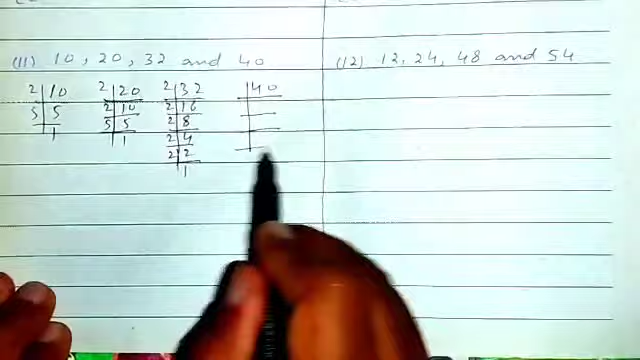 (11) 10, 20, 32 and 40
(12) 12, 24, 48 and 54
2 10 2 20 2 32 40
5 5 2 10 2 16
1 5 5 2 8
1 2 4
2 2
1